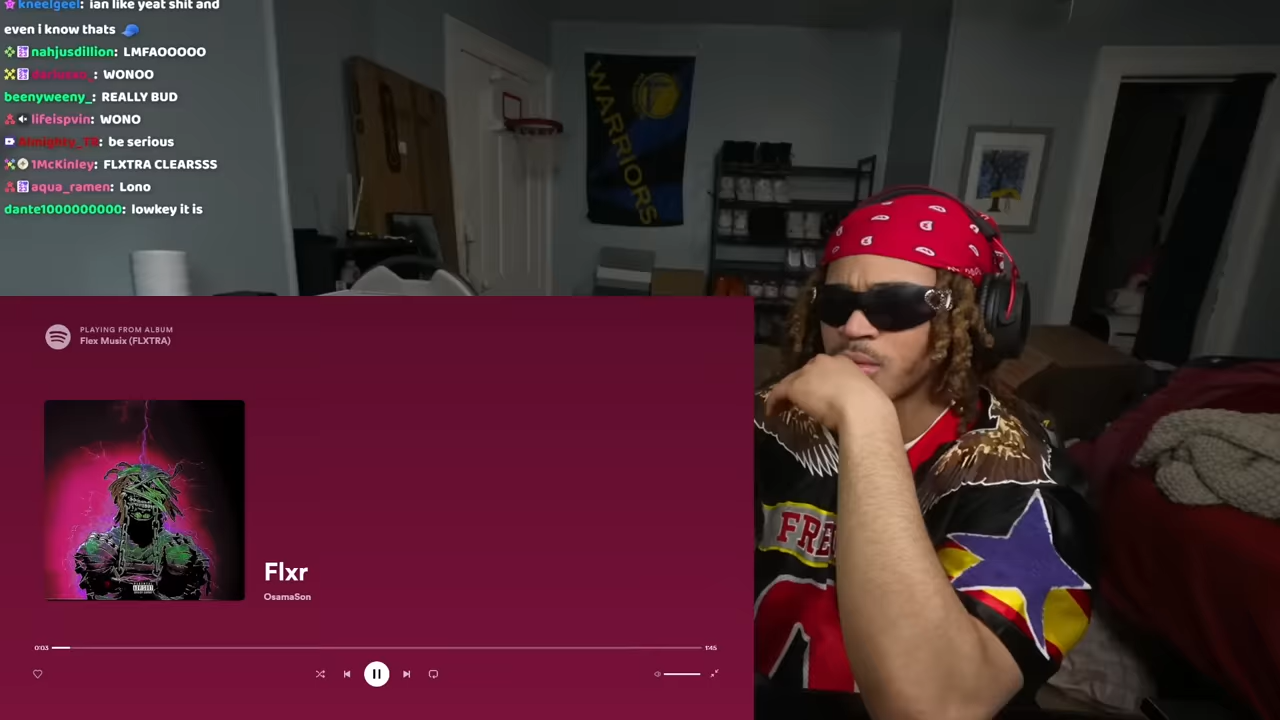 kneelgeel: ian like yeat shit and
even i know thats
nahjusdillion: LMFAOOOOO
: WONOO
beenyweeny_: REALLY BUD
lifeispvin: WONO
Almighty_TB: be serious
1McKinley: FLXTRA CLEARSSS
aqua_ramen: Lono
dante1000000000: lowkey it is
WARRIORS
PLAYING FROM ALBUM
Flex Musix (FLXTRA)
FRE
Flxr
OsamaSon
0:03
1:45